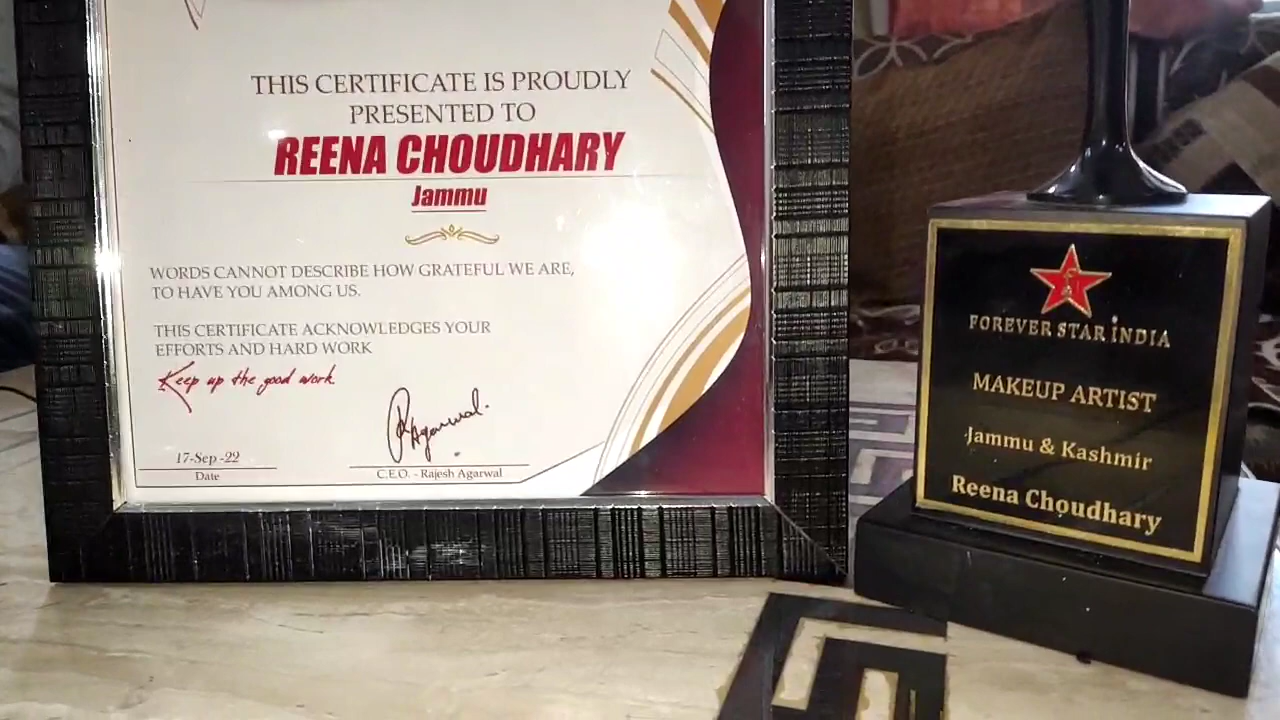 THIS CERTIFICATE IS PROUDLY
PRESENTED TO
REENA CHOUDHARY
Jammu
WORDS CANNOT DESCRIBE HOW GRATEFUL WE ARE,
TO HAVE YOU AMONG US.
THIS CERTIFICATE ACKNOWLEDGES YOUR
EFFORTS AND HARD WORK
Keep up the good work.
RAgarwal.
17-Sep -22
Date
C.E.O. - Rajesh Agarwal
FOREVER STAR INDIA
MAKEUP ARTIST
Jammu & Kashmir
Reena Choudhary